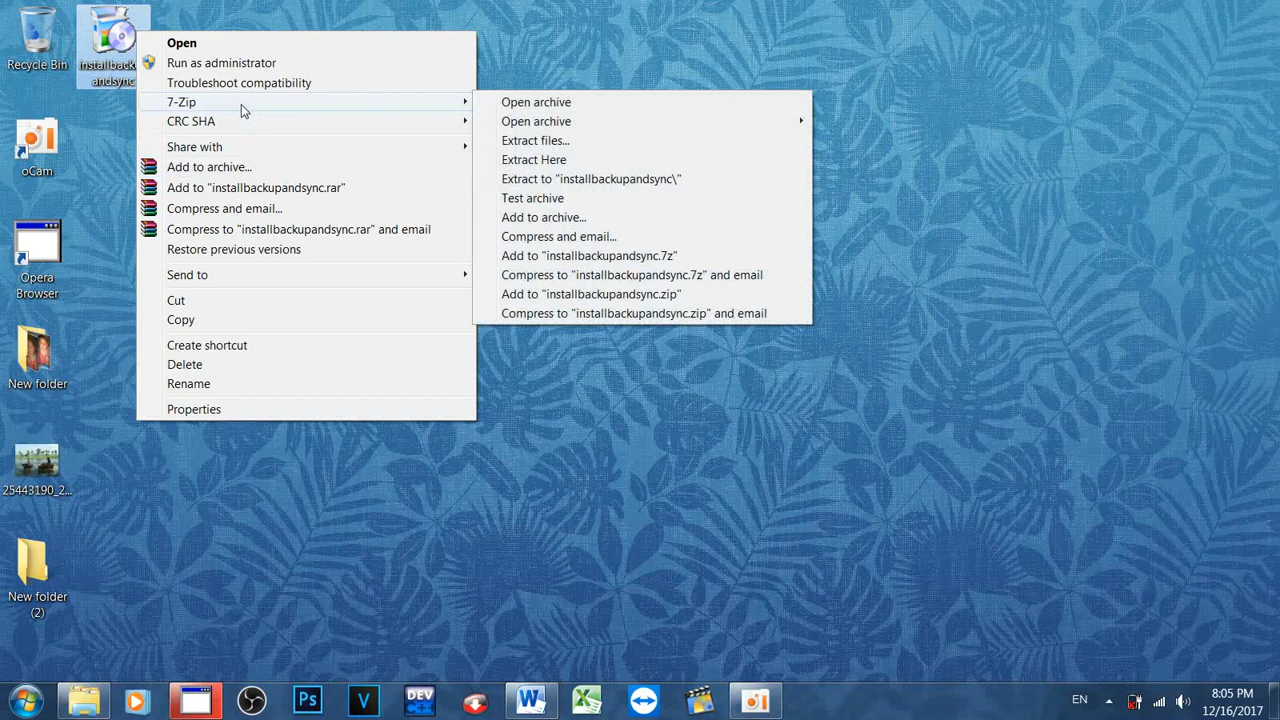 Recycle Bin
installback
andsync
oCam
Opera
Browser
New folder
25443190_2...
New folder
(2)
Open
Run as administrator
Troubleshoot compatibility
7-Zip
CRC SHA
Share with
Add to archive...
Add to "installbackupandsync.rar"
Compress and email...
Compress to "installbackupandsync.rar" and email
Restore previous versions
Send to
Cut
Copy
Create shortcut
Delete
Rename
Properties
Open archive
Open archive
Extract files...
Extract Here
Extract to "installbackupandsync\"
Test archive
Add to archive...
Compress and email...
Add to "installbackupandsync.7z"
Compress to "installbackupandsync.7z" and email
Add to "installbackupandsync.zip"
Compress to "installbackupandsync.zip" and email
Ps
V
DEV
C++
W
X
EN
8:05 PM
12/16/2017